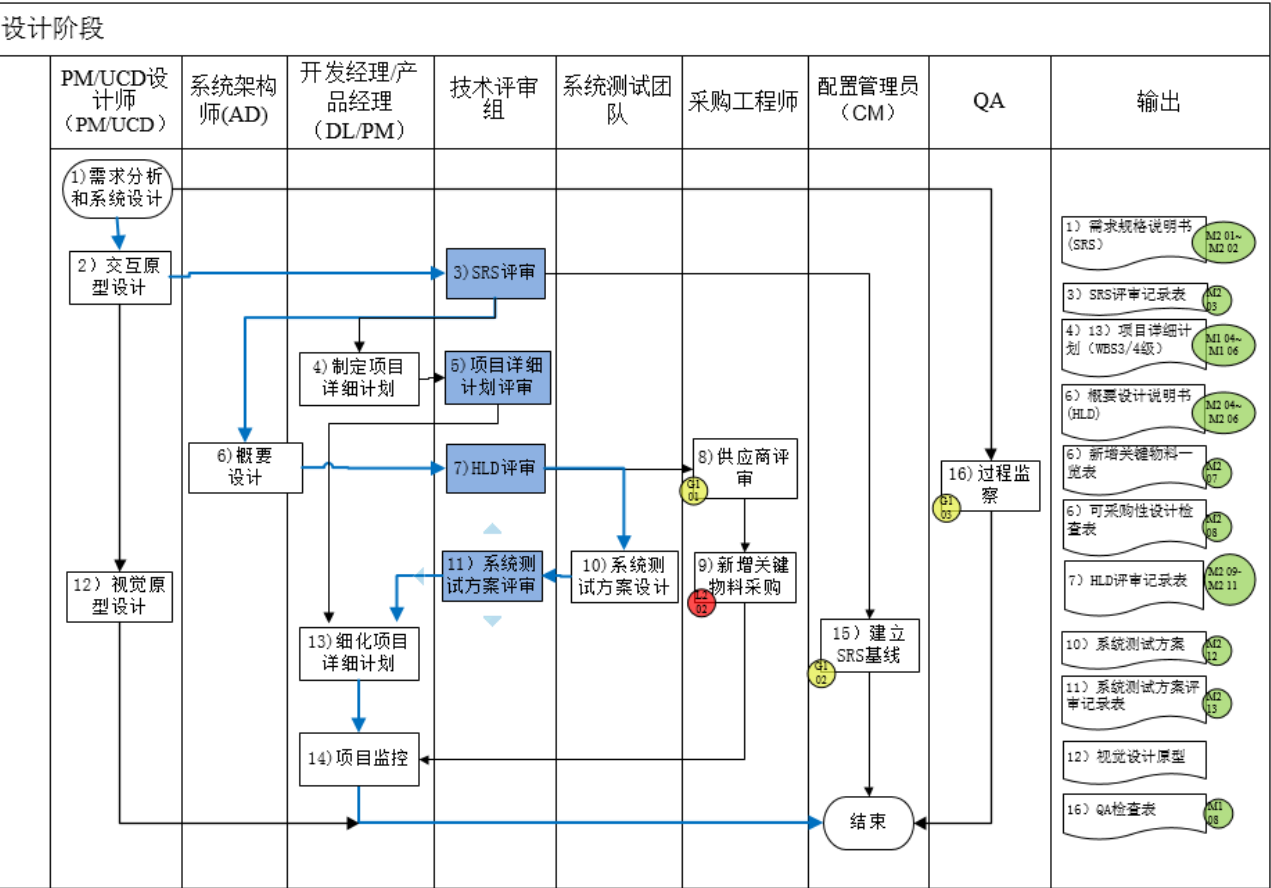 设计阶段
PM/UCD设
计师
（PM/UCD）
系统架构
师(AD)
开发经理/产
品经理
（DL/PM）
技术评审
组
系统测试团
队
采购工程师
配置管理员
（CM）
QA
输出
1)需求分析
和系统设计
2) 交互原
型设计
3)SRS评审
4)制定项目
详细计划
5)项目详细
计划评审
6)概要
设计
7)HLD评审
8)供应商评
审
G1
01
16)过程监
察
G1
03
12) 视觉原
型设计
11) 系统测
试方案评审
10)系统测
试方案设计
9)新增关键
物料采购
02
13)细化项目
详细计划
15) 建立
SRS基线
G1
02
14)项目监控
结束
1) 需求规格说明书
(SRS)
M2 01~
M2 02
3) SRS评审记录表
M2
03
4) 13) 项目详细计
划（WBS3/4级）
M1 04~
M1 06
6) 概要设计说明书
(HLD)
M2 04~
M2 06
6) 新增关键物料一
览表
M2
07
6) 可采购性设计检
查表
M2
08
7) HLD评审记录表
M2 09-
M2 11
10) 系统测试方案
M2
12
11) 系统测试方案评
审记录表
M2
13
12) 视觉设计原型
16) QA检查表
M1
08